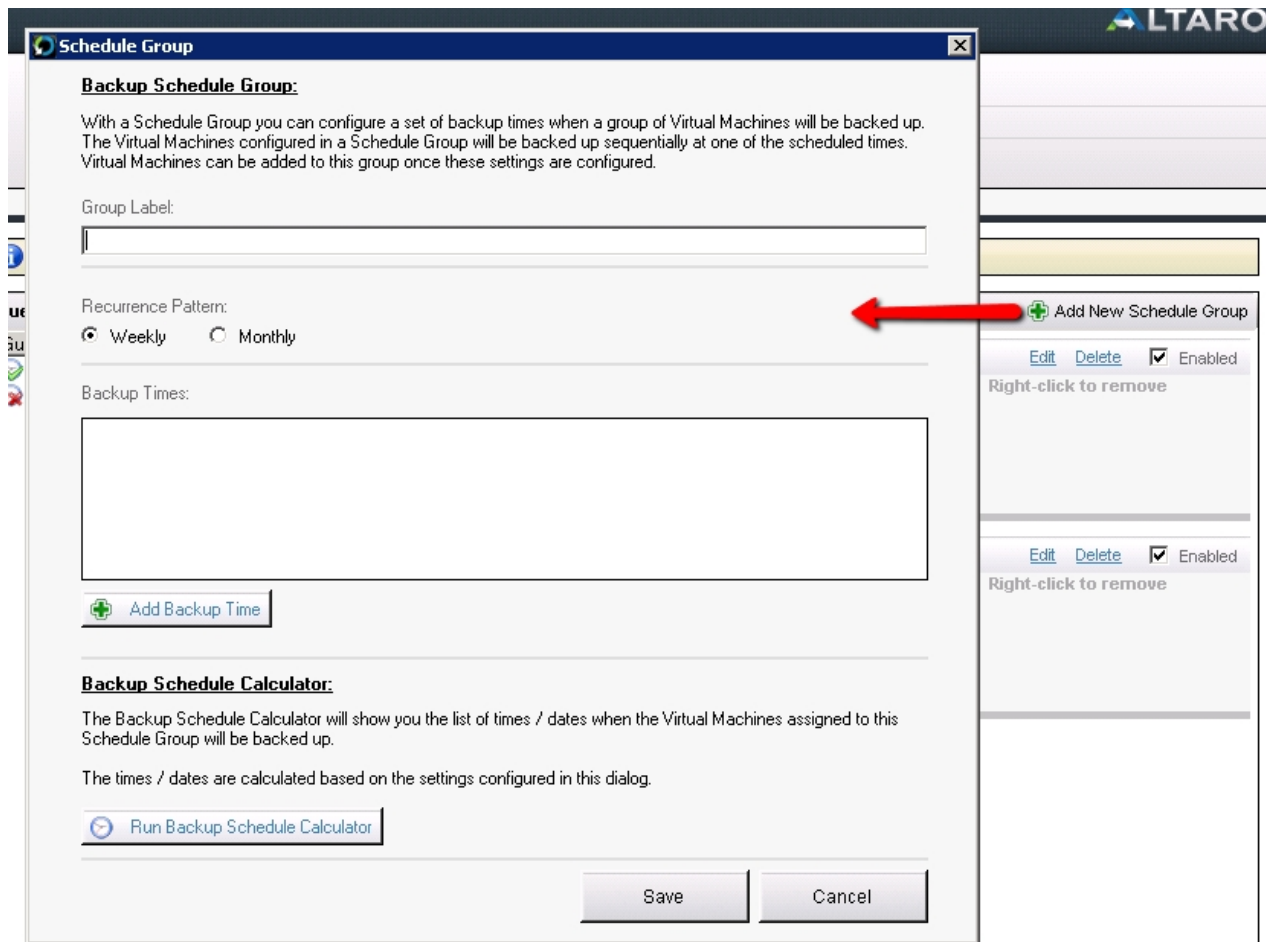 ALTARO
Schedule Group
Backup Schedule Group:
With a Schedule Group you can configure a set of backup times when a group of Virtual Machines will be backed up.
The Virtual Machines configured in a Schedule Group will be backed up sequentially at one of the scheduled times.
Virtual Machines can be added to this group once these settings are configured.
Group Label:
Recurrence Pattern:
Weekly Monthly
Backup Times:
Add Backup Time
Backup Schedule Calculator:
The Backup Schedule Calculator will show you the list of times / dates when the Virtual Machines assigned to this
Schedule Group will be backed up.
The times / dates are calculated based on the settings configured in this dialog.
Run Backup Schedule Calculator
Save Cancel
Add New Schedule Group
Edit Delete Enabled
Right-click to remove
Edit Delete Enabled
Right-click to remove